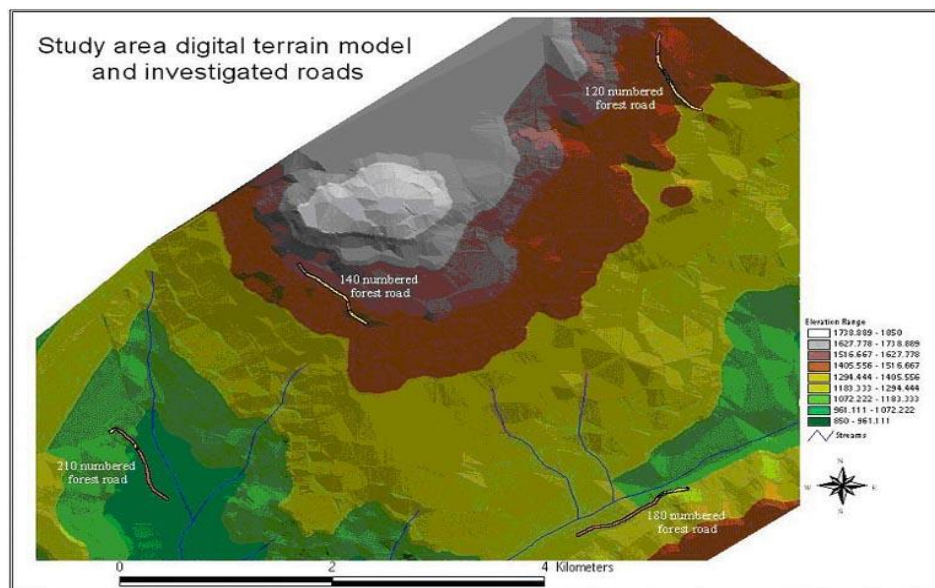 Study area digital terrain model
and investigated roads
120 numbered
forest road
140 numbered
forest road
210 numbered
forest road
180 numbered
forest road
Elevation Range
1738.889 - 1850
1627.778 - 1738.889
1516.667 - 1627.778
1405.556 - 1516.667
1294.444 - 1405.556
1183.333 - 1294.444
1072.222 - 1183.333
961.111 - 1072.222
850 - 961.111
Streams
N
W E
S
0 2 4 Kilometers